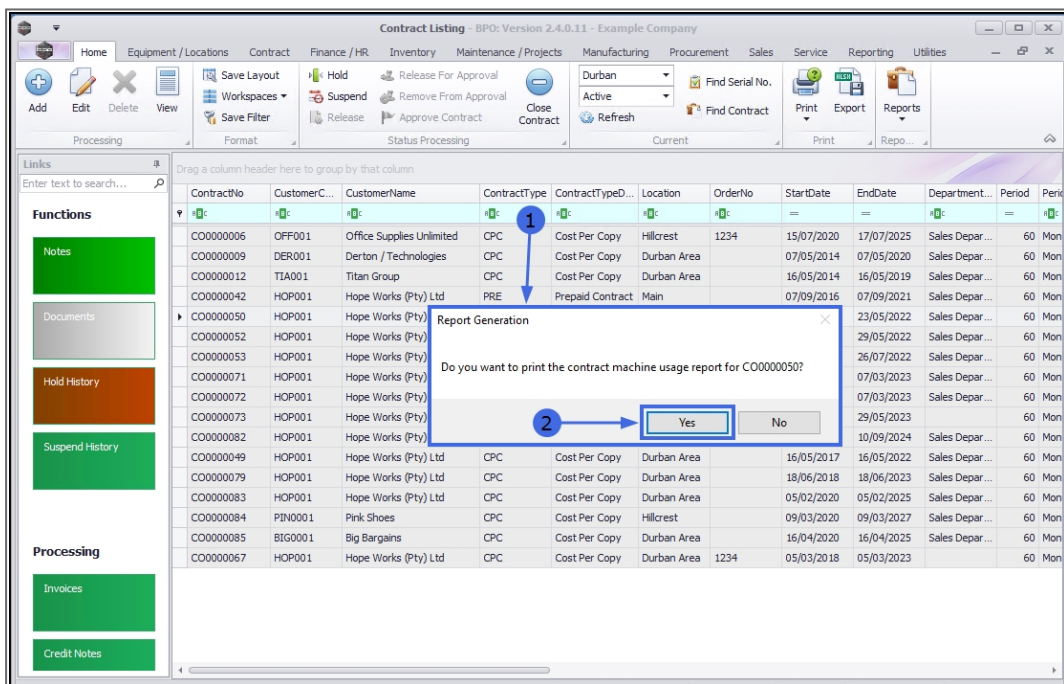 Contract Listing - BPO: Version 2.4.0.11 - Example Company
Home Equipment / Locations Contract Finance / HR Inventory Maintenance / Projects Manufacturing Procurement Sales Service Reporting Utilities
Add Edit Delete View
Processing
Save Layout
Workspaces
Save Filter
Format
Hold Release For Approval
Suspend Remove From Approval
Release Approve Contract
Close Contract
Status Processing
Durban
Active
Refresh
Find Serial No.
Find Contract
Current
Print Export Reports
Print Repo...
Links
Enter text to search...
Functions
Notes
Documents
Hold History
Suspend History
Processing
Invoices
Credit Notes
Drag a column header here to group by that column
ContractNo CustomerC... CustomerName ContractType ContractTypeD... Location OrderNo StartDate EndDate Department... Period Peri
CO0000006 OFF001 Office Supplies Unlimited CPC Cost Per Copy Hillcrest 1234 15/07/2020 17/07/2025 Sales Depar... 60 Mon
CO0000009 DER001 Derton / Technologies CPC Cost Per Copy Durban Area 07/05/2014 07/05/2020 Sales Depar... 60 Mon
CO0000012 TIA001 Titan Group CPC Cost Per Copy Durban Area 16/05/2014 16/05/2019 Sales Depar... 60 Mon
CO0000042 HOP001 Hope Works (Pty) Ltd PRE Prepaid Contract Main 07/09/2016 07/09/2021 Sales Depar... 60 Mon
CO0000050 HOP001 Hope Works (Pty) 23/05/2022 Sales Depar... 60 Mon
CO0000052 HOP001 Hope Works (Pty) 29/05/2022 Sales Depar... 60 Mon
CO0000053 HOP001 Hope Works (Pty) 26/07/2022 Sales Depar... 60 Mon
CO0000071 HOP001 Hope Works (Pty) 07/03/2023 Sales Depar... 60 Mon
CO0000072 HOP001 Hope Works (Pty) 07/03/2023 Sales Depar... 60 Mon
CO0000073 HOP001 Hope Works (Pty) 29/05/2023 60 Mon
CO0000082 HOP001 Hope Works (Pty) 10/09/2024 Sales Depar... 60 Mon
CO0000049 HOP001 Hope Works (Pty) Ltd CPC Cost Per Copy Durban Area 16/05/2017 16/05/2022 Sales Depar... 60 Mon
CO0000079 HOP001 Hope Works (Pty) Ltd CPC Cost Per Copy Durban Area 18/06/2018 18/06/2023 Sales Depar... 60 Mon
CO0000083 HOP001 Hope Works (Pty) Ltd CPC Cost Per Copy Durban Area 05/02/2020 05/02/2025 Sales Depar... 60 Mon
CO0000084 PIN0001 Pink Shoes CPC Cost Per Copy Hillcrest 09/03/2020 09/03/2027 Sales Depar... 60 Mon
CO0000085 BIG0001 Big Bargains CPC Cost Per Copy Durban Area 16/04/2020 16/04/2025 Sales Depar... 60 Mon
CO0000067 HOP001 Hope Works (Pty) Ltd CPC Cost Per Copy Durban Area 1234 05/03/2018 05/03/2023 60 Mon
1
Report Generation
Do you want to print the contract machine usage report for CO0000050?
2
Yes No